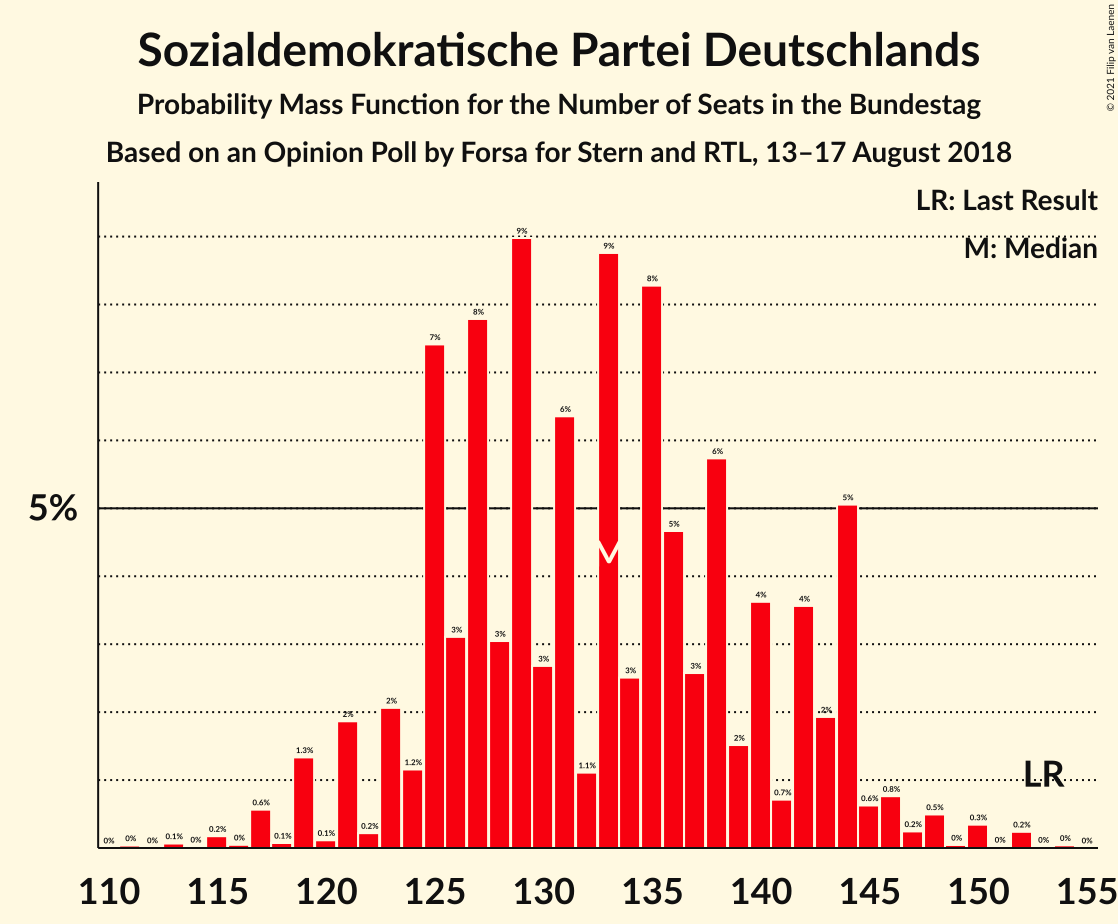 Sozialdemokratische Partei Deutschlands
Probability Mass Function for the Number of Seats in the Bundestag
Based on an Opinion Poll by Forsa for Stern and RTL, 13–17 August 2018
© 2021 Filip van Laenen
LR: Last Result
M: Median
5%
0% 0% 0% 0.1% 0% 0.2% 0% 0.6% 0.1% 1.3% 0.1% 2% 0.2% 2% 1.2% 7% 3% 8% 3% 9% 3% 6% 1.1% 9% 3% 8% 5% 3% 6% 2% 4% 0.7% 4% 2% 5% 0.6% 0.8% 0.2% 0.5% 0% 0.3% 0% 0.2% 0% 0% 0%
M
LR
110 115 120 125 130 135 140 145 150 155